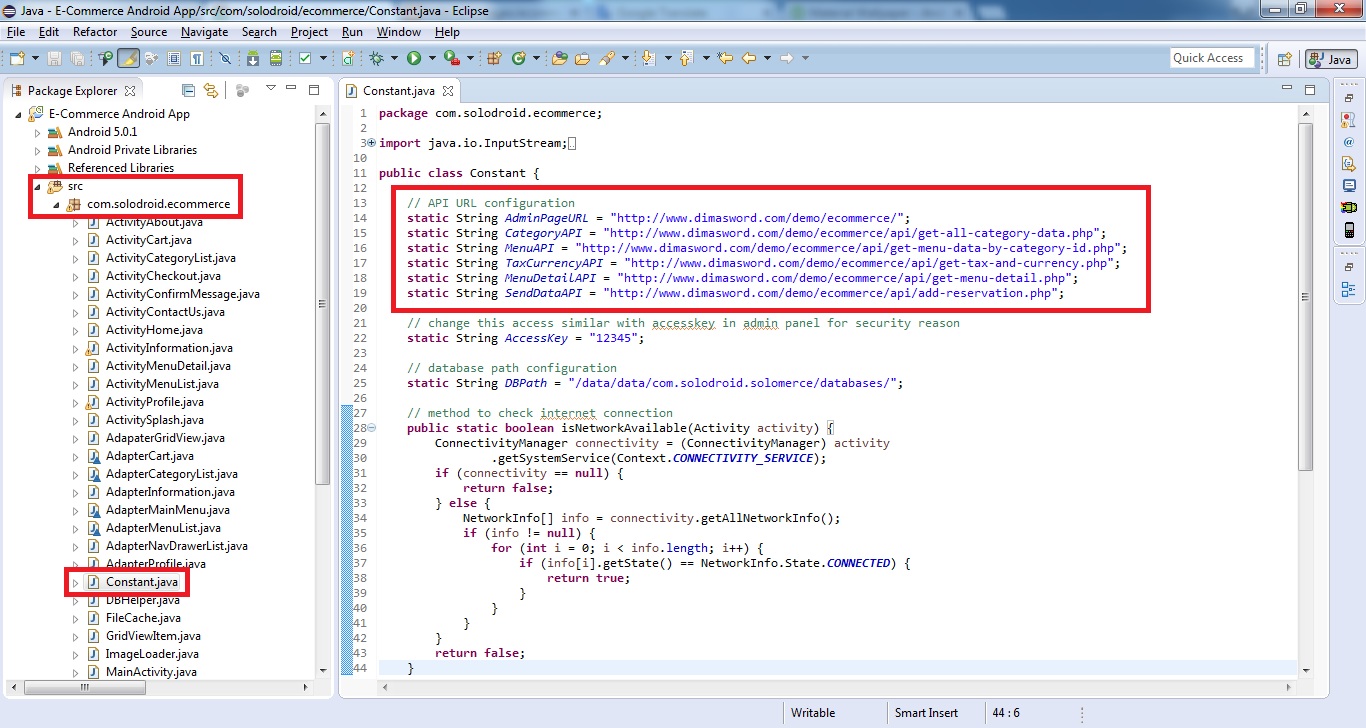 Java - E-Commerce Android App/src/com/solodroid/ecommerce/Constant.java - Eclipse
File Edit Refactor Source Navigate Search Project Run Window Help
Quick Access
Java
Package Explorer
E-Commerce Android App
Android 5.0.1
Android Private Libraries
Referenced Libraries
src
com.solodroid.ecommerce
ActivityAbout.java
ActivityCart.java
ActivityCategoryList.java
ActivityCheckout.java
ActivityConfirmMessage.java
ActivityContactUs.java
ActivityHome.java
ActivityInformation.java
ActivityMenuDetail.java
ActivityMenuList.java
ActivityProfile.java
ActivitySplash.java
AdapaterGridView.java
AdapterCart.java
AdapterCategoryList.java
AdapterInformation.java
AdapterMainMenu.java
AdapterMenuList.java
AdapterNavDrawerList.java
AdapterProfile.java
Constant.java
DBHelper.java
FileCache.java
GridViewItem.java
ImageLoader.java
MainActivity.java
Constant.java
1 package com.solodroid.ecommerce;
2
3 import java.io.InputStream;
10
11 public class Constant {
12
13 // API URL configuration
14 static String AdminPageURL = "http://www.dimasword.com/demo/ecommerce/";
15 static String CategoryAPI = "http://www.dimasword.com/demo/ecommerce/api/get-all-category-data.php";
16 static String MenuAPI = "http://www.dimasword.com/demo/ecommerce/api/get-menu-data-by-category-id.php";
17 static String TaxCurrencyAPI = "http://www.dimasword.com/demo/ecommerce/api/get-tax-and-currency.php";
18 static String MenuDetailAPI = "http://www.dimasword.com/demo/ecommerce/api/get-menu-detail.php";
19 static String SendDataAPI = "http://www.dimasword.com/demo/ecommerce/api/add-reservation.php";
20
21 // change this access similar with accesskey in admin panel for security reason
22 static String AccessKey = "12345";
23
24 // database path configuration
25 static String DBPath = "/data/data/com.solodroid.solomerce/databases/";
26
27 // method to check internet connection
28 public static boolean isNetworkAvailable(Activity activity) {
29 ConnectivityManager connectivity = (ConnectivityManager) activity
30 .getSystemService(Context.CONNECTIVITY_SERVICE);
31 if (connectivity == null) {
32 return false;
33 } else {
34 NetworkInfo[] info = connectivity.getAllNetworkInfo();
35 if (info != null) {
36 for (int i = 0; i < info.length; i++) {
37 if (info[i].getState() == NetworkInfo.State.CONNECTED) {
38 return true;
39 }
40 }
41 }
42 }
43 return false;
44 }
Writable Smart Insert 44 : 6